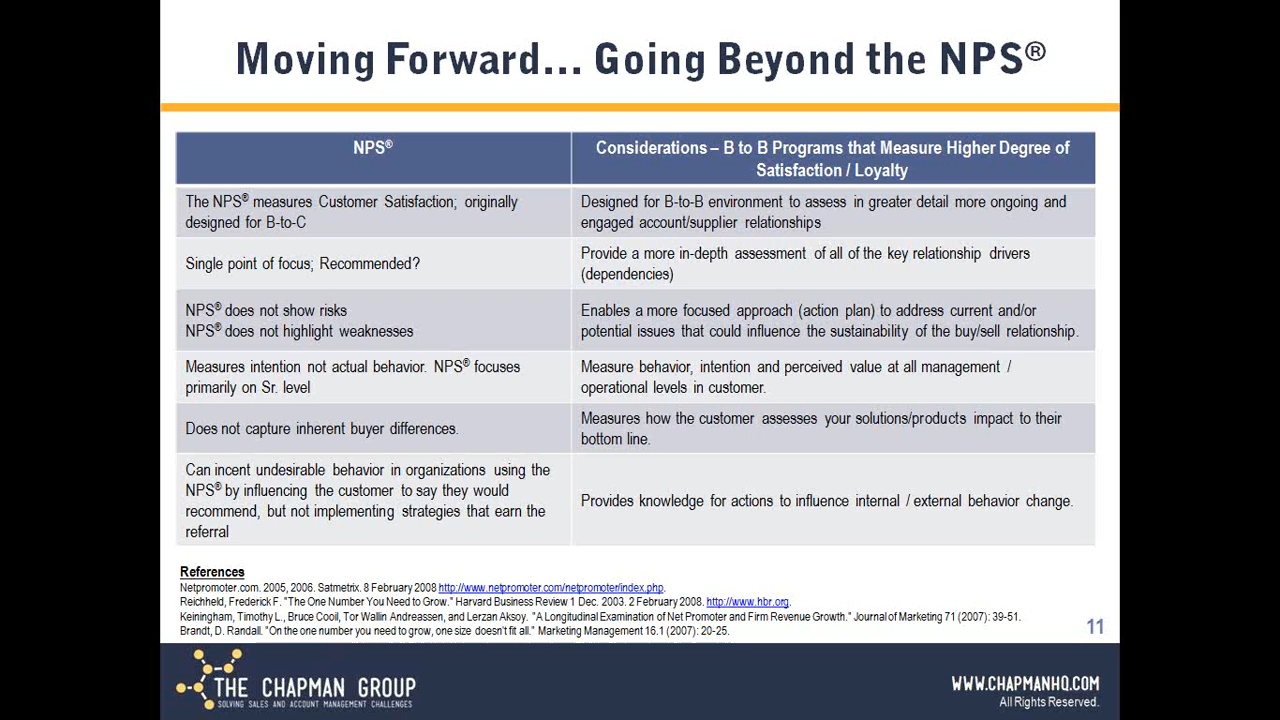 Moving Forward... Going Beyond the NPS®
NPS®
Considerations – B to B Programs that Measure Higher Degree of
Satisfaction / Loyalty
The NPS® measures Customer Satisfaction; originally
designed for B-to-C
Designed for B-to-B environment to assess in greater detail more ongoing and
engaged account/supplier relationships
Single point of focus; Recommended?
Provide a more in-depth assessment of all of the key relationship drivers
(dependencies)
NPS® does not show risks
NPS® does not highlight weaknesses
Enables a more focused approach (action plan) to address current and/or
potential issues that could influence the sustainability of the buy/sell relationship.
Measures intention not actual behavior. NPS® focuses
primarily on Sr. level
Measure behavior, intention and perceived value at all management /
operational levels in customer.
Does not capture inherent buyer differences.
Measures how the customer assesses your solutions/products impact to their
bottom line.
Can incent undesirable behavior in organizations using the
NPS® by influencing the customer to say they would
recommend, but not implementing strategies that earn the
referral
Provides knowledge for actions to influence internal / external behavior change.
References
Netpromoter.com. 2005, 2006. Satmetrix. 8 February 2008 http://www.netpromoter.com/netpromoter/index.php.
Reichheld, Frederick F. "The One Number You Need to Grow." Harvard Business Review 1 Dec. 2003. 2 February 2008. http://www.hbr.org.
Keiningham, Timothy L., Bruce Cooil, Tor Wallin Andreassen, and Lerzan Aksoy. "A Longitudinal Examination of Net Promoter and Firm Revenue Growth." Journal of Marketing 71 (2007): 39-51.
Brandt, D. Randall. "On the one number you need to grow, one size doesn't fit all." Marketing Management 16.1 (2007): 20-25.
11
THE CHAPMAN GROUP
SOLVING SALES AND ACCOUNT MANAGEMENT CHALLENGES
WWW.CHAPMANHQ.COM
All Rights Reserved.